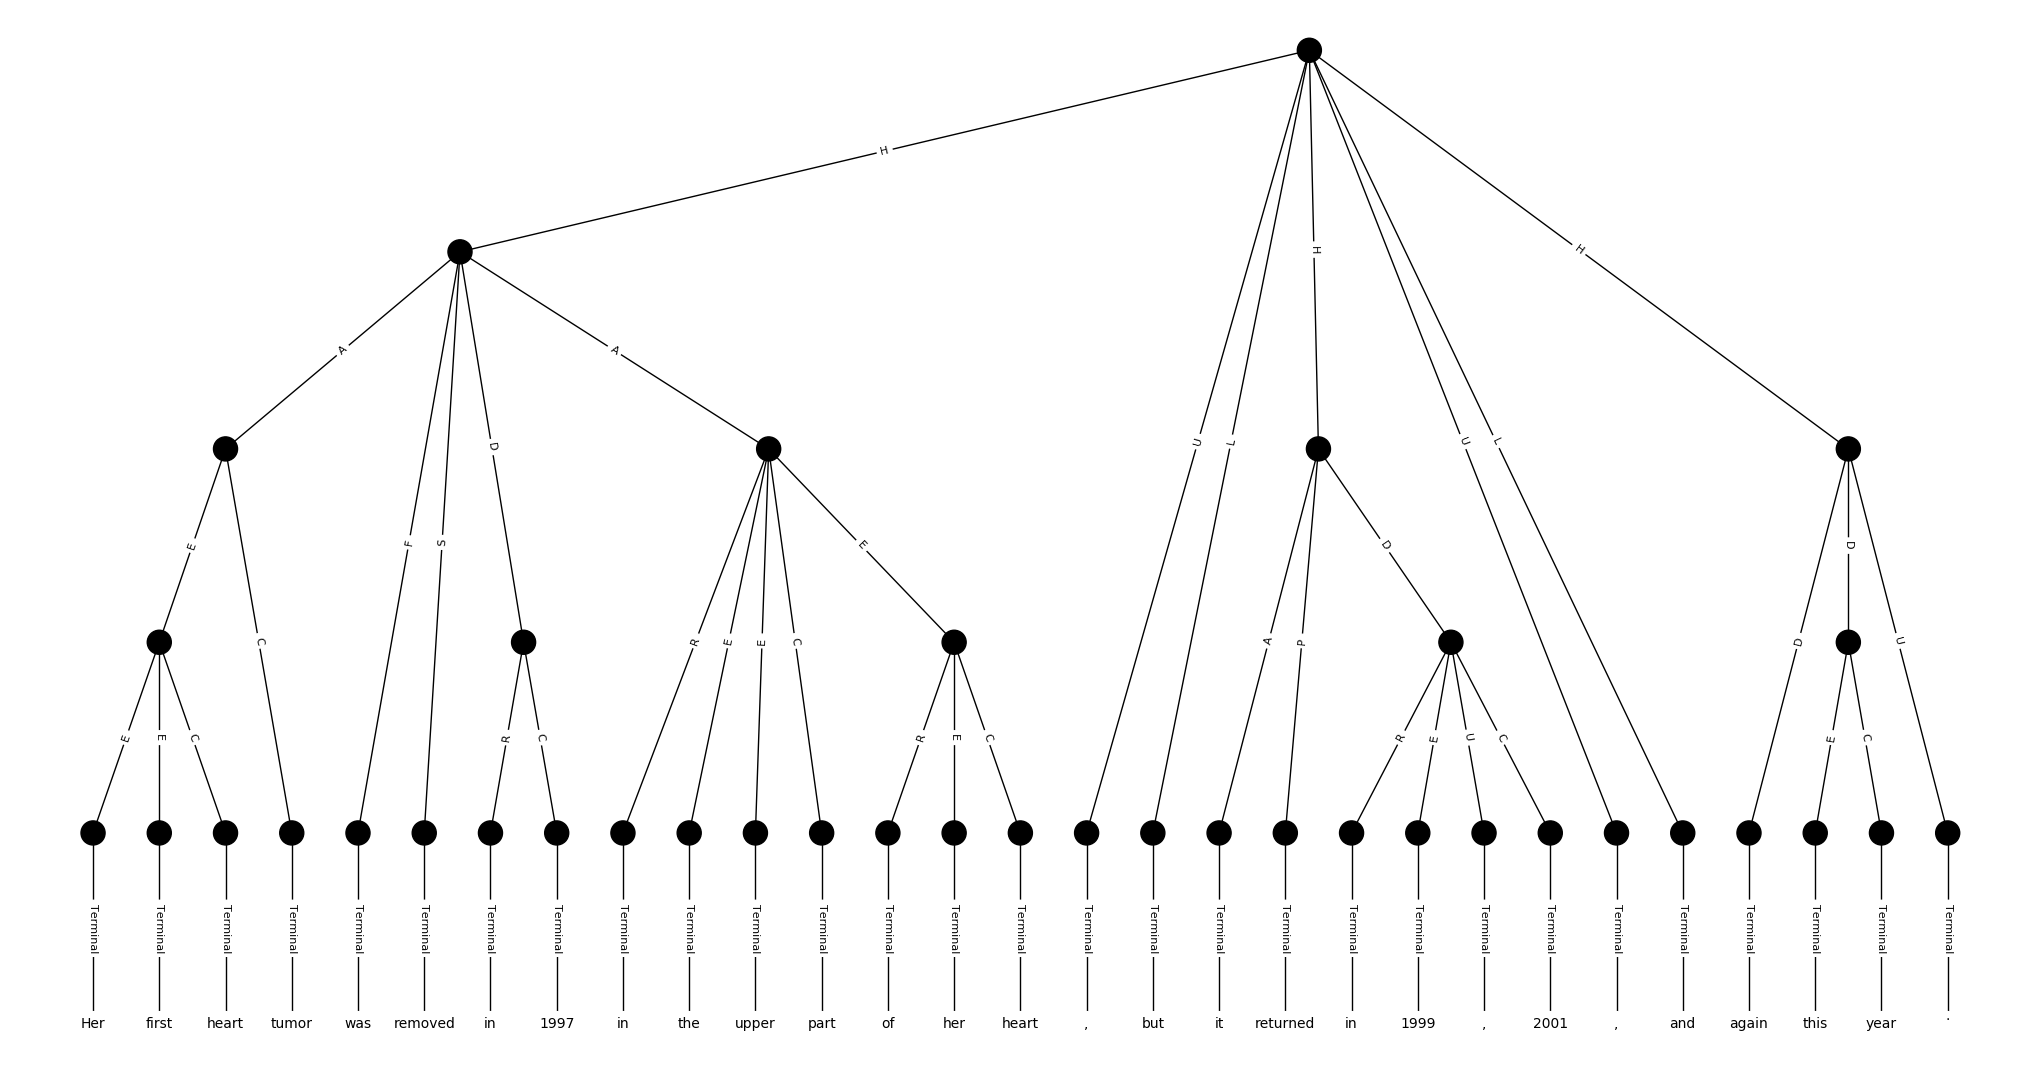 H
H
H
A
A
U
L
U
L
D
F
S
E
E
D
D
C
R
E
E
C
A
P
D
U
E
E
C
R
C
R
E
C
R
E
U
C
E
C
Terminal Terminal Terminal Terminal Terminal Terminal Terminal Terminal Terminal Terminal Terminal Terminal Terminal Terminal Terminal Terminal Terminal Terminal Terminal Terminal Terminal Terminal Terminal Terminal Terminal Terminal Terminal Terminal Terminal
Her first heart tumor was removed in 1997 in the upper part of her heart , but it returned in 1999 , 2001 , and again this year .